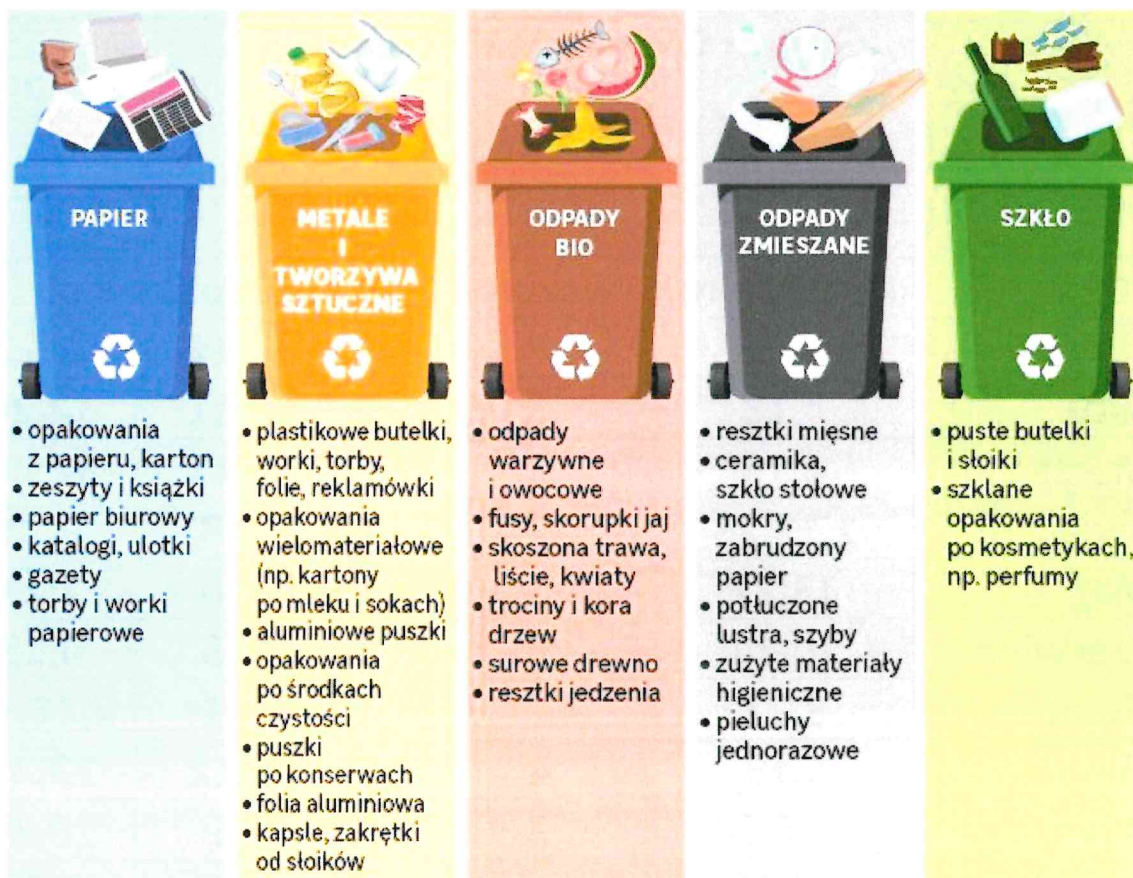 PAPIER
• opakowania
z papieru, karton
• zeszyty i książki
• papier biurowy
• katalogi, ulotki
• gazety
• torby i worki
papierowe
METALE
I
TWORZYWA
SZTUCZNE
• plastikowe butelki,
worki, torby,
folie, reklamówki
• opakowania
wielomateriałowe
(np. kartony
po mleku i sokach)
• aluminiowe puszki
• opakowania
po środkach
czystości
• puszki
po konserwach
• folia aluminiowa
• kapsle, zakrętki
od słoików
ODPADY
BIO
• odpady
warzywne
i owocowe
• fusy, skorupki jaj
• skoszona trawa,
liście, kwiaty
• trociny i kora
drzew
• surowe drewno
• resztki jedzenia
ODPADY
ZMIESZANE
• resztki mięsne
• ceramika,
szkło stołowe
• mokry,
zabrudzony
papier
• potłuczone
lustra, szyby
• zużyte materiały
higieniczne
• pieluchy
jednorazowe
SZKŁO
• puste butelki
i słoiki
• szklane
opakowania
po kosmetykach,
np. perfumy